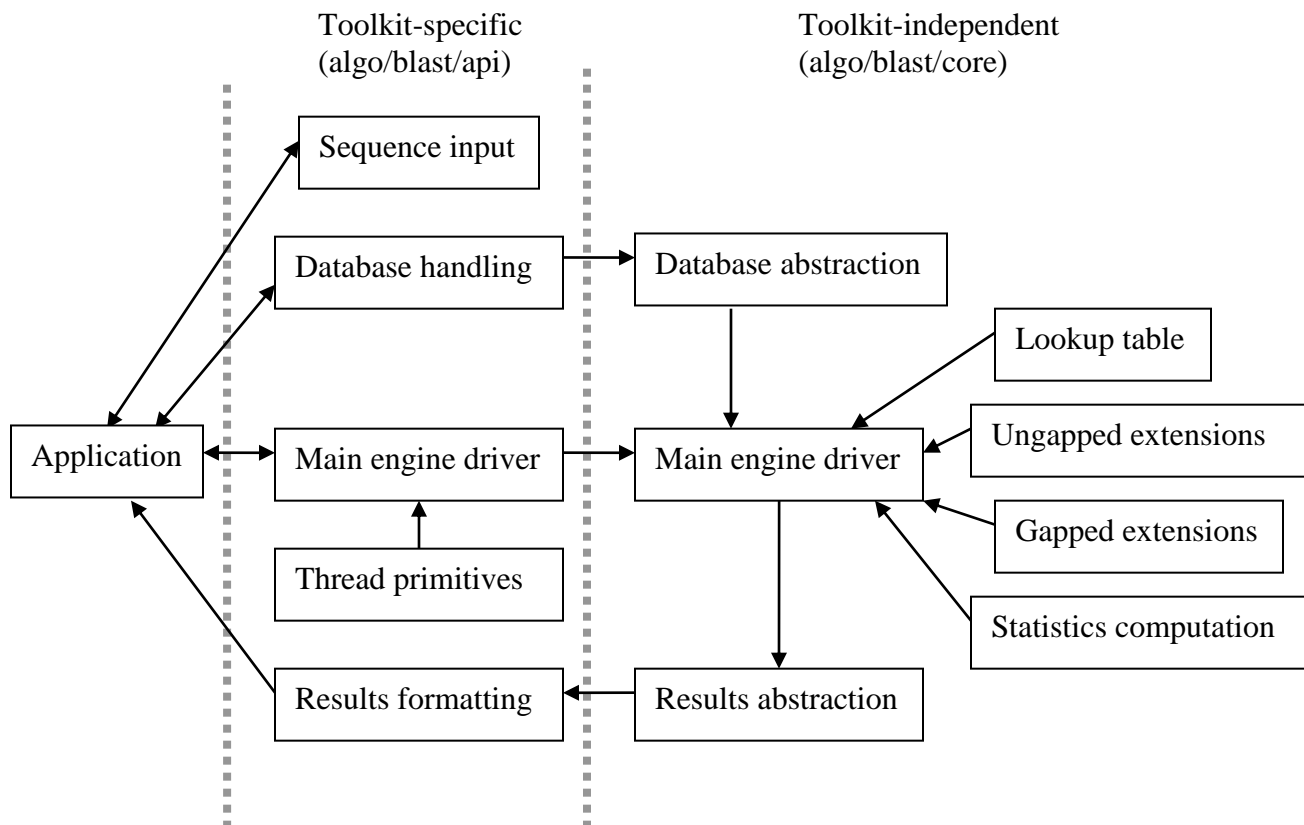 Toolkit-specific
(algo/blast/api)
Toolkit-independent
(algo/blast/core)
Sequence input
Database handling
Database abstraction
Lookup table
Application
Main engine driver
Main engine driver
Ungapped extensions
Gapped extensions
Thread primitives
Statistics computation
Results formatting
Results abstraction